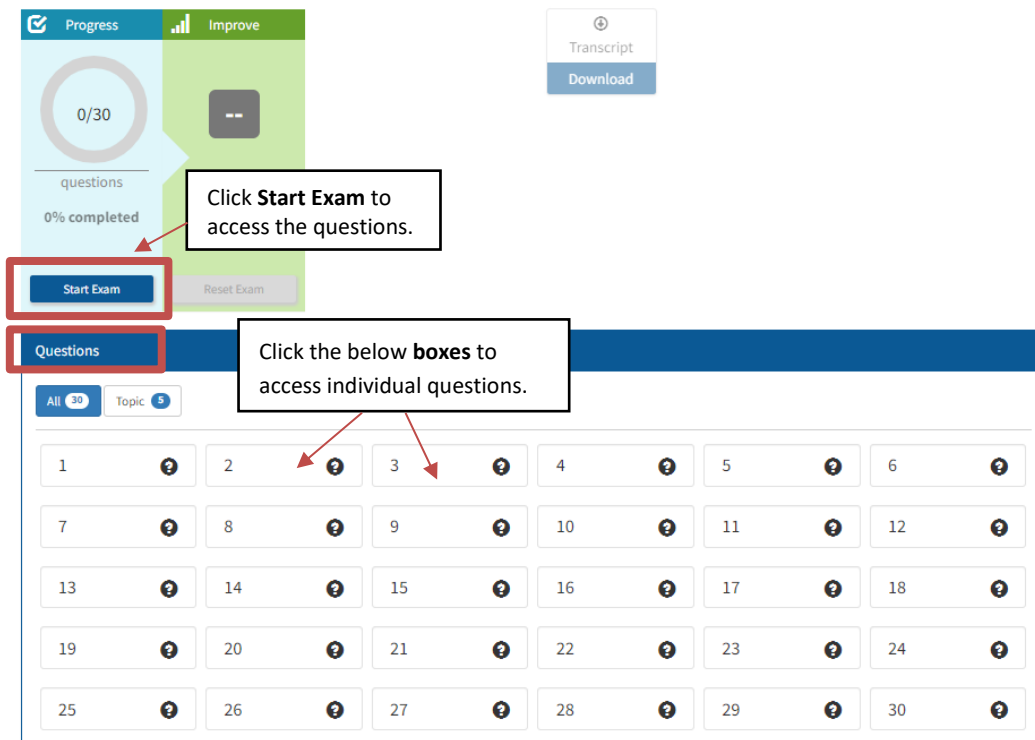 Progress
Improve
Transcript
Download
0/30
--
questions
0% completed
Click Start Exam to
access the questions.
Start Exam
Reset Exam
Questions
Click the below boxes to
access individual questions.
All 30 Topic 5
1 2 3 4 5 6
7 8 9 10 11 12
13 14 15 16 17 18
19 20 21 22 23 24
25 26 27 28 29 30